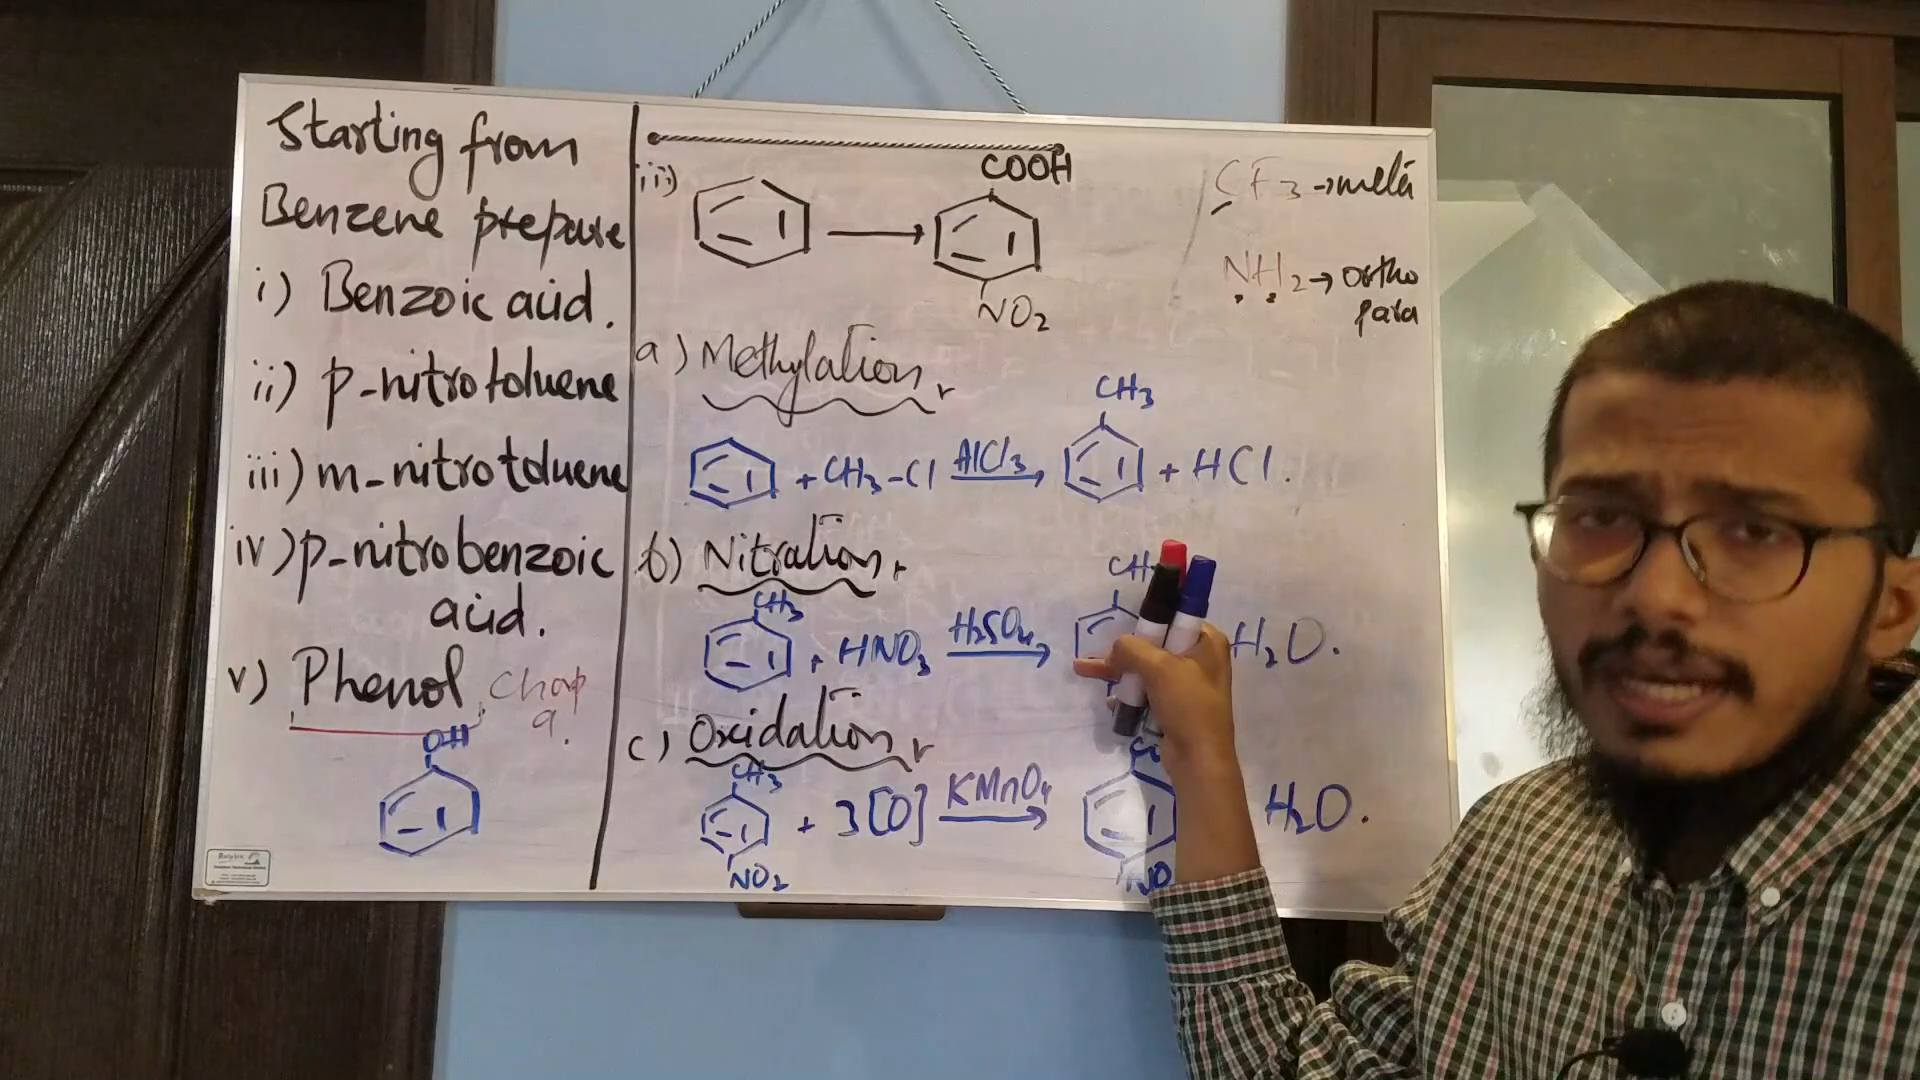 Starting from
Benzene prepare
i) Benzoic acid.
ii) p-nitrotoluene
iii) m-nitrotoluene
iv) p-nitrobenzoic
acid.
v) Phenol
Chap
9.
OH
iii)
COOH
NO2
CF3 → meta
NH2 → ortho
para
a) Methylation
CH3
+ CH3-Cl AlCl3 + HCl.
b) Nitration
CH3
CH
+ HNO3 H2SO4 H2O.
c) Oxidation
CH3
+ 3[O] KMnO4 H2O.
NO2
NO